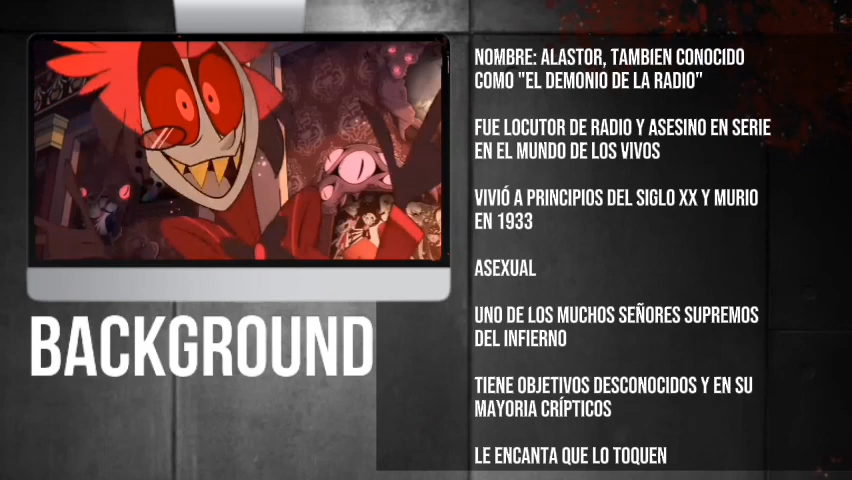 NOMBRE: ALASTOR, TAMBIEN CONOCIDO
COMO "EL DEMONIO DE LA RADIO"
FUE LOCUTOR DE RADIO Y ASESINO EN SERIE
EN EL MUNDO DE LOS VIVOS
VIVIÓ A PRINCIPIOS DEL SIGLO XX Y MURIO
EN 1933
ASEXUAL
UNO DE LOS MUCHOS SEÑORES SUPREMOS
DEL INFIERNO
TIENE OBJETIVOS DESCONOCIDOS Y EN SU
MAYORIA CRÍPTICOS
LE ENCANTA QUE LO TOQUEN
BACKGROUND